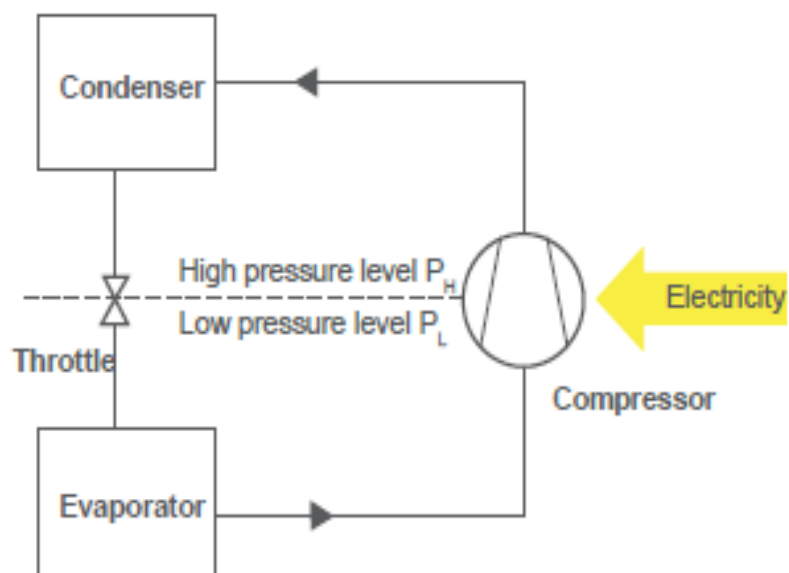 Condenser
High pressure level P_H
Low pressure level P_L
Electricity
Throttle
Compressor
Evaporator